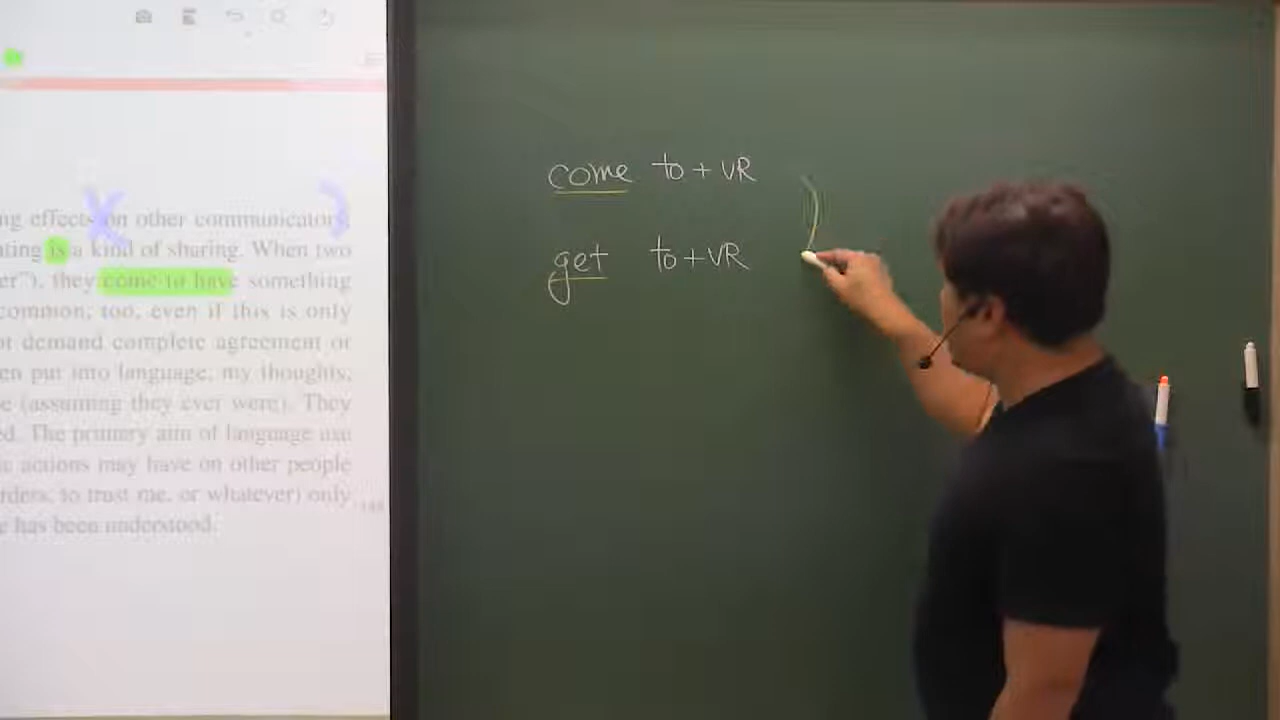 ng effects on other communicators;
ating is a kind of sharing. When two
er"), they come to have something
common; too, even if this is only
ot demand complete agreement or
en put into language, my thoughts,
e (assuming they ever were). They
ed. The primary aim of language use
c actions may have on other people
rders, to trust me, or whatever) only
e has been understood.
come to + VR
get to + VR